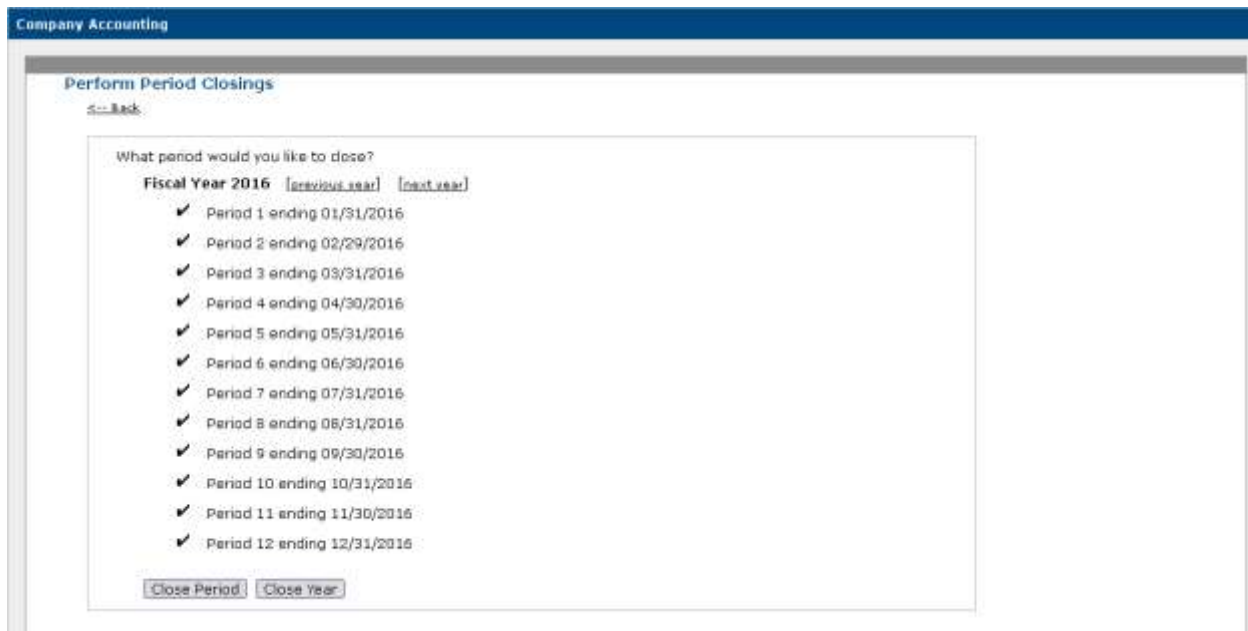 Company Accounting
Perform Period Closings
<-- Back
What period would you like to close?
Fiscal Year 2016 [previous year] [next year]
✔ Period 1 ending 01/31/2016
✔ Period 2 ending 02/29/2016
✔ Period 3 ending 03/31/2016
✔ Period 4 ending 04/30/2016
✔ Period 5 ending 05/31/2016
✔ Period 6 ending 06/30/2016
✔ Period 7 ending 07/31/2016
✔ Period 8 ending 08/31/2016
✔ Period 9 ending 09/30/2016
✔ Period 10 ending 10/31/2016
✔ Period 11 ending 11/30/2016
✔ Period 12 ending 12/31/2016
Close Period Close Year